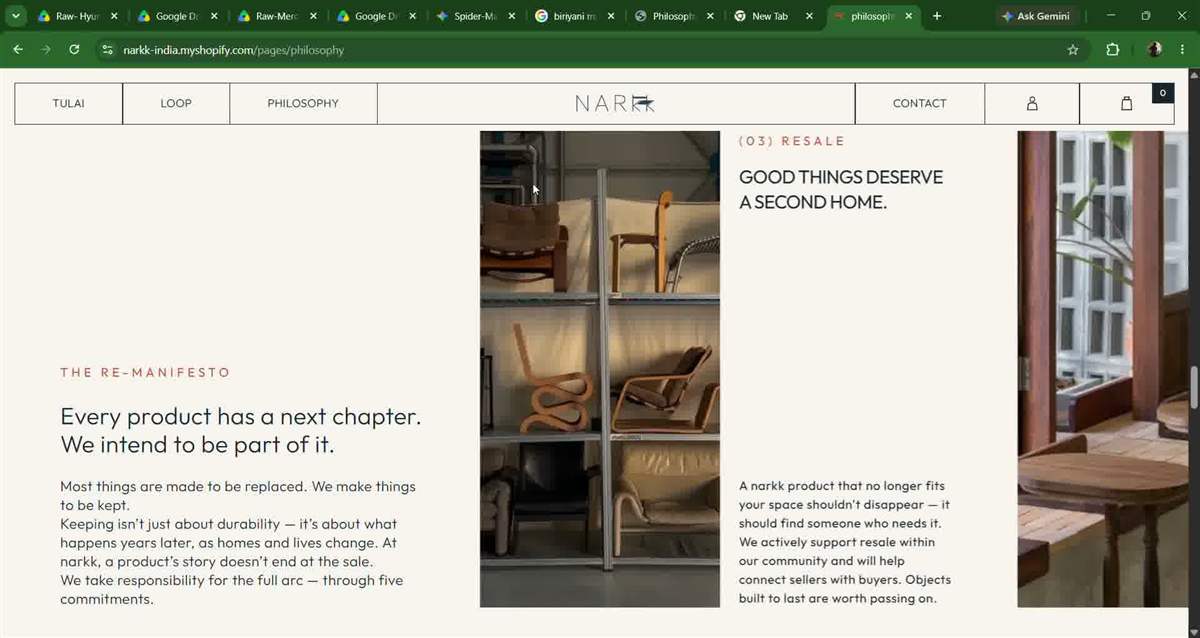 Raw- Hyur
Google Dr
Raw-Merc
Google Dr
Spider-Ma
biriyani m
Philosoph
New Tab
philosoph
Ask Gemini
narkk-india.myshopify.com/pages/philosophy
TULAI
LOOP
PHILOSOPHY
NARKK
CONTACT
0
THE RE-MANIFESTO
Every product has a next chapter.
We intend to be part of it.
Most things are made to be replaced. We make things
to be kept.
Keeping isn't just about durability — it's about what
happens years later, as homes and lives change. At
narkk, a product's story doesn't end at the sale.
We take responsibility for the full arc — through five
commitments.
(03) RESALE
GOOD THINGS DESERVE
A SECOND HOME.
A narkk product that no longer fits
your space shouldn't disappear — it
should find someone who needs it.
We actively support resale within
our community and will help
connect sellers with buyers. Objects
built to last are worth passing on.